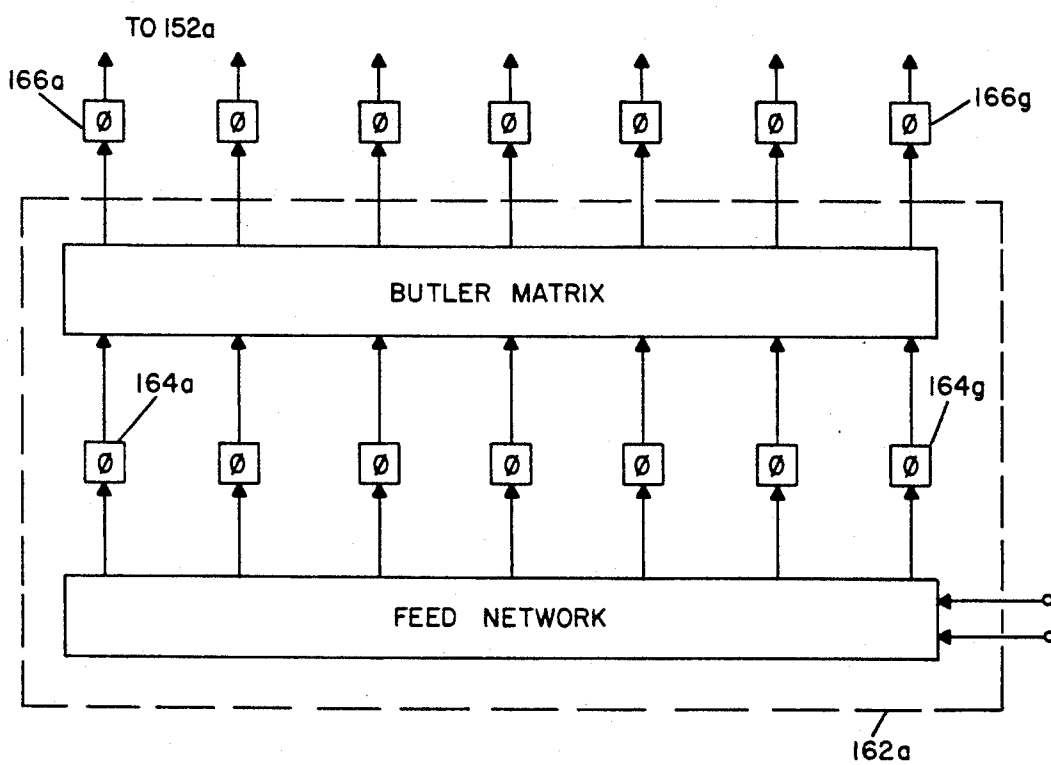 TO 152a
166a
Ø Ø Ø Ø Ø Ø Ø
166g
BUTLER MATRIX
164a
164g
Ø Ø Ø Ø Ø Ø Ø
FEED NETWORK
162a